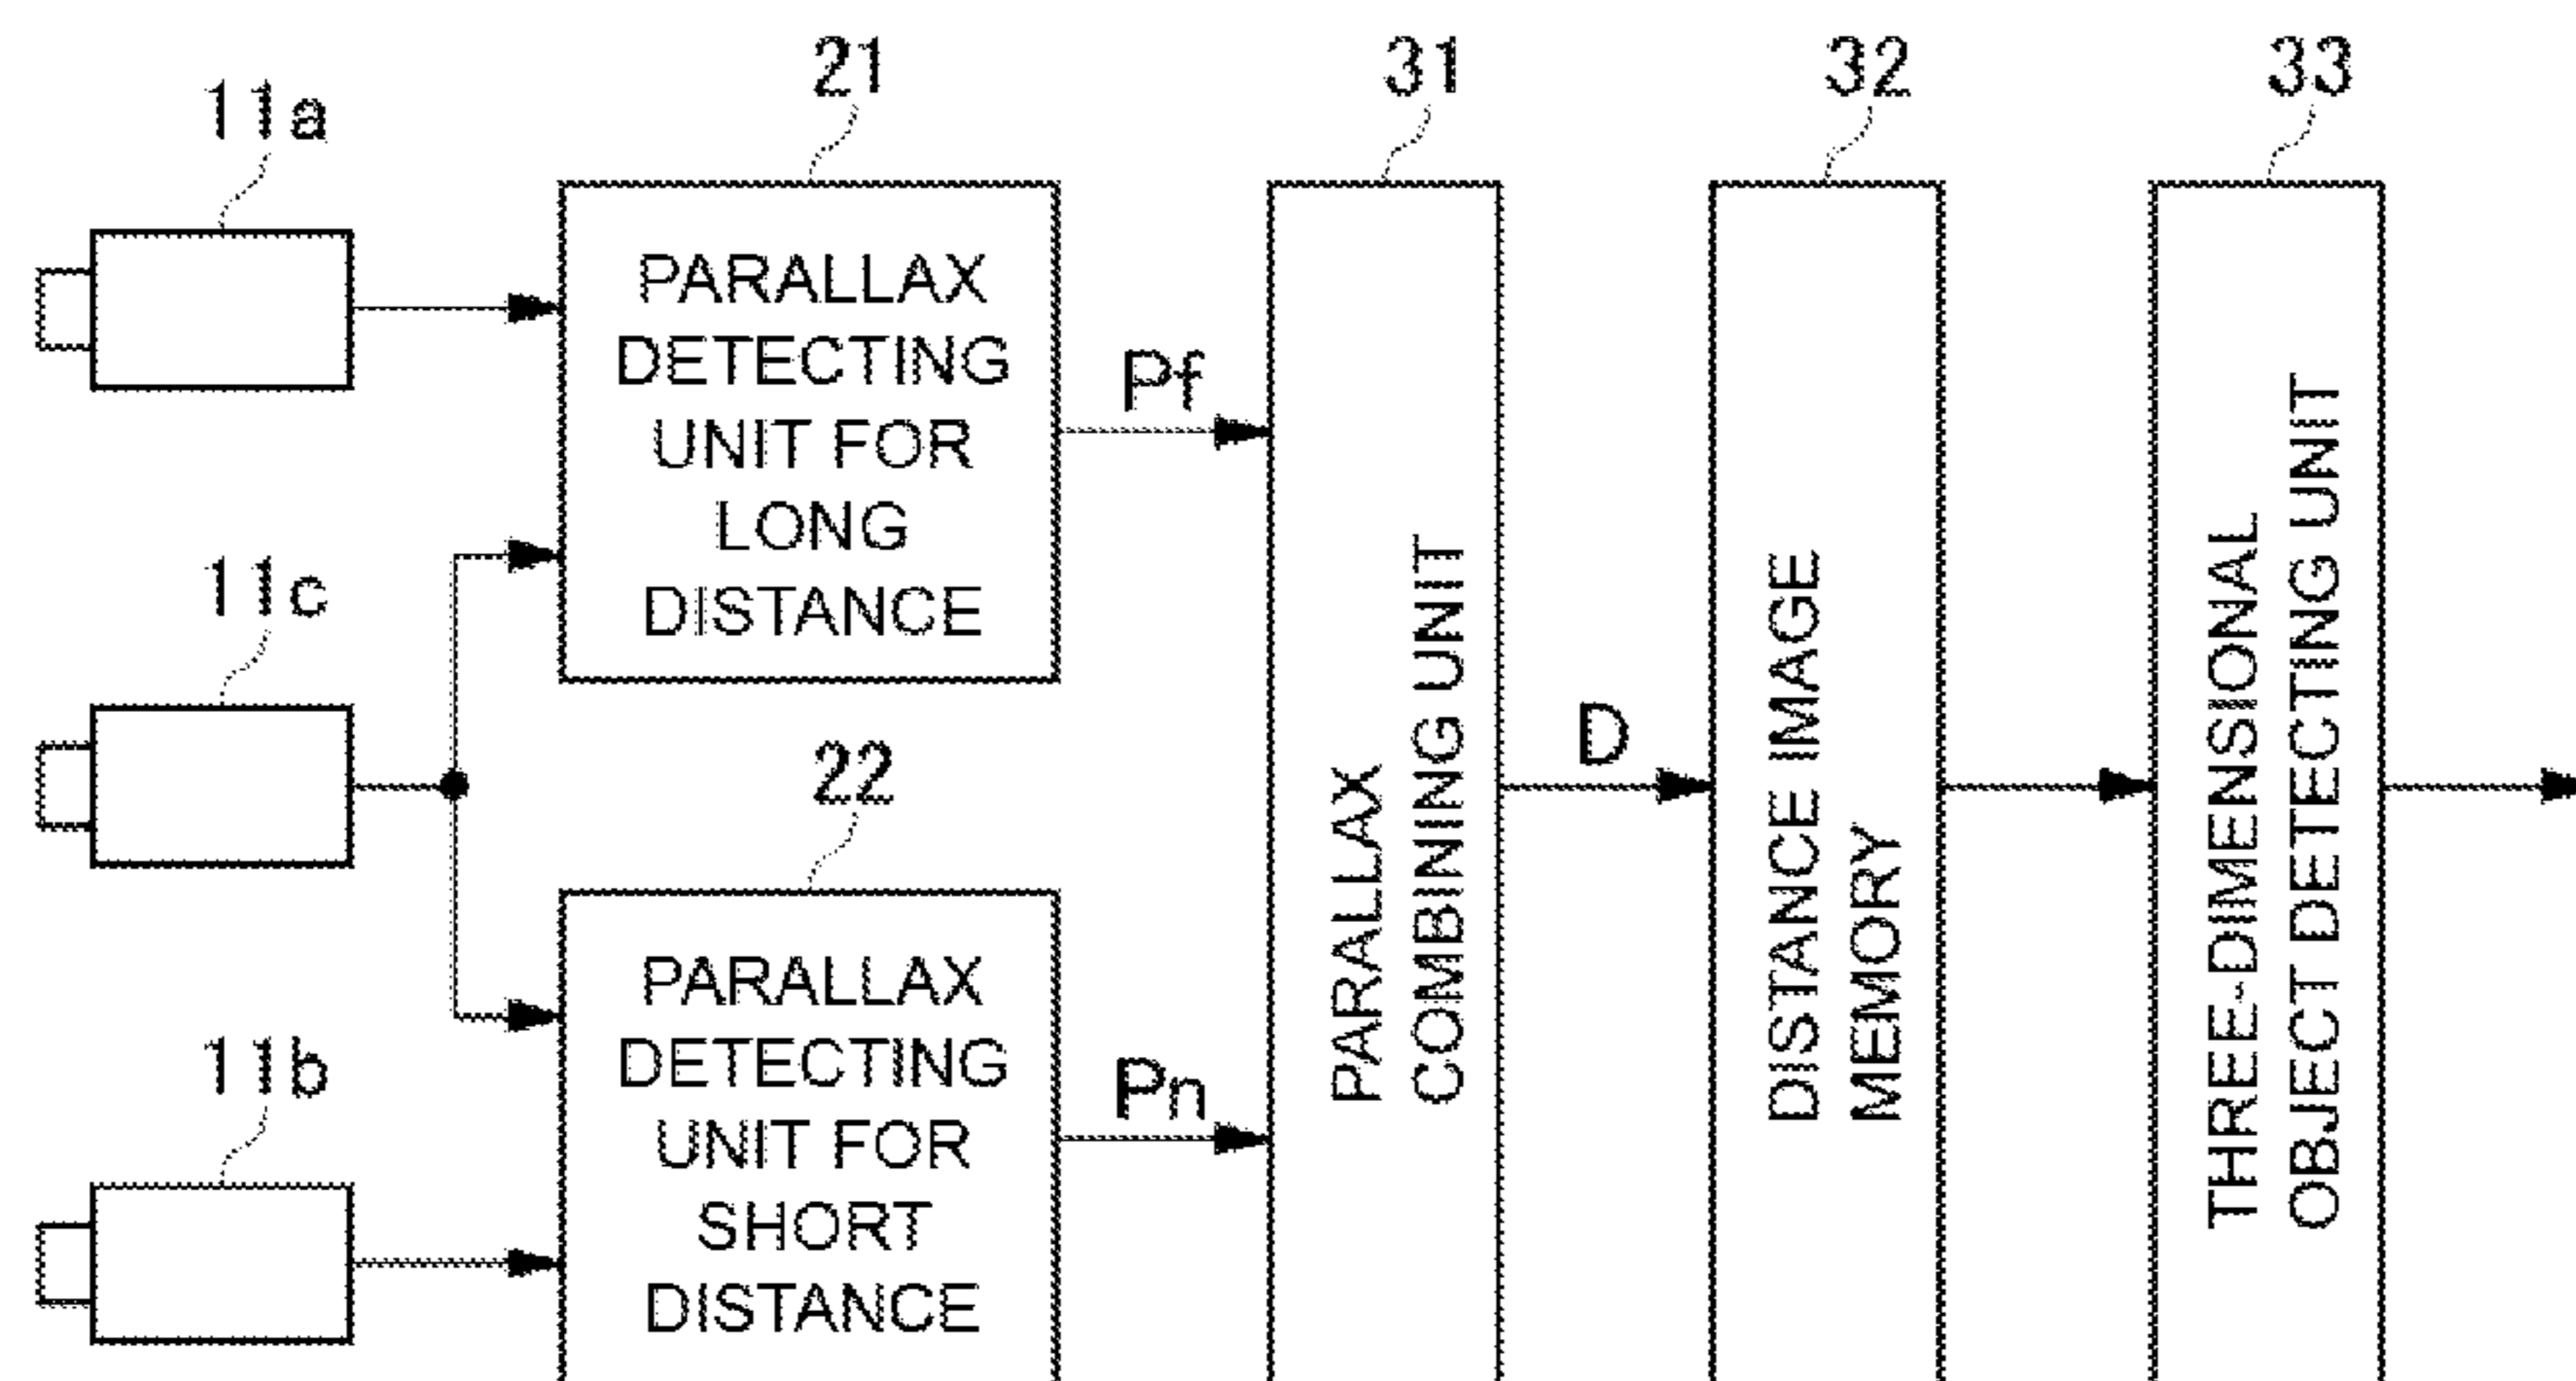 11a
21
31
32
33
PARALLAX
DETECTING
UNIT FOR
LONG
DISTANCE
Pf
11c
22
PARALLAX
DETECTING
UNIT FOR
SHORT
DISTANCE
11b
Pn
PARALLAX
COMBINING UNIT
D
DISTANCE IMAGE
MEMORY
THREE-DIMENSIONAL
OBJECT DETECTING UNIT